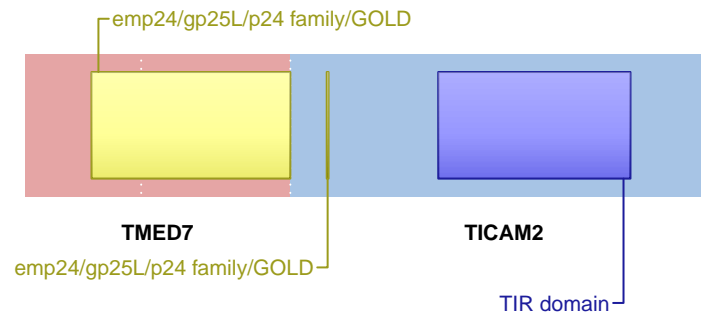 emp24/gp25L/p24 family/GOLD
TMED7
TICAM2
emp24/gp25L/p24 family/GOLD
TIR domain